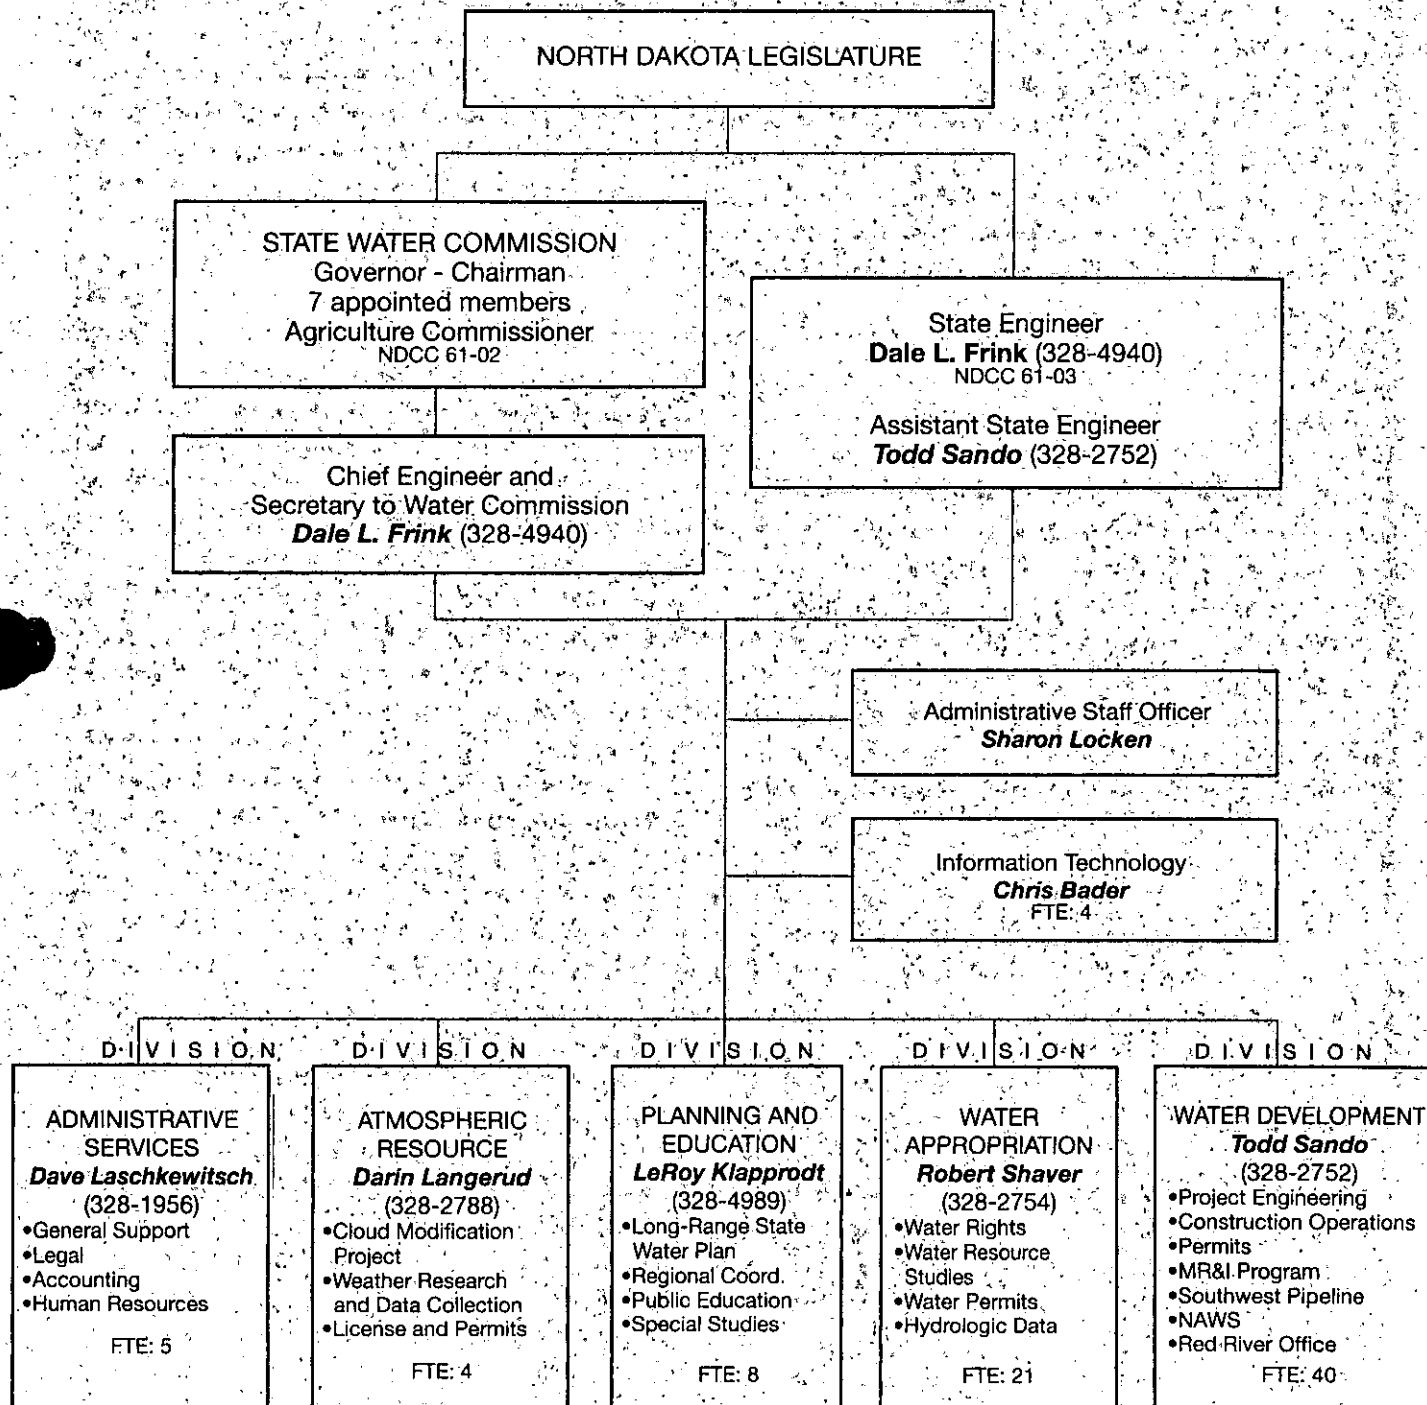 NORTH DAKOTA LEGISLATURE
STATE WATER COMMISSION
Governor - Chairman
7 appointed members
Agriculture Commissioner
NDCC 61-02
State Engineer
Dale L. Frink (328-4940)
NDCC 61-03
Assistant State Engineer
Todd Sando (328-2752)
Chief Engineer and
Secretary to Water Commission
Dale L. Frink (328-4940)
Administrative Staff Officer
Sharon Locken
Information Technology
Chris Bader
FTE: 4
DIVISION
ADMINISTRATIVE
SERVICES
Dave Laschkewitsch
(328-1956)
•General Support
•Legal
•Accounting
•Human Resources
FTE: 5
DIVISION
ATMOSPHERIC
RESOURCE
Darin Langerud
(328-2788)
•Cloud Modification
Project
•Weather Research
and Data Collection
•License and Permits
FTE: 4
DIVISION
PLANNING AND
EDUCATION
LeRoy Klapprodt
(328-4989)
•Long-Range State
Water Plan
•Regional Coord.
•Public Education
•Special Studies
FTE: 8
DIVISION
WATER
APPROPRIATION
Robert Shaver
(328-2754)
•Water Rights
•Water Resource
Studies
•Water Permits
•Hydrologic Data
FTE: 21
DIVISION
WATER DEVELOPMENT
Todd Sando
(328-2752)
•Project Engineering
•Construction Operations
•Permits
•MR&I Program
•Southwest Pipeline
•NAWS
•Red River Office
FTE: 40